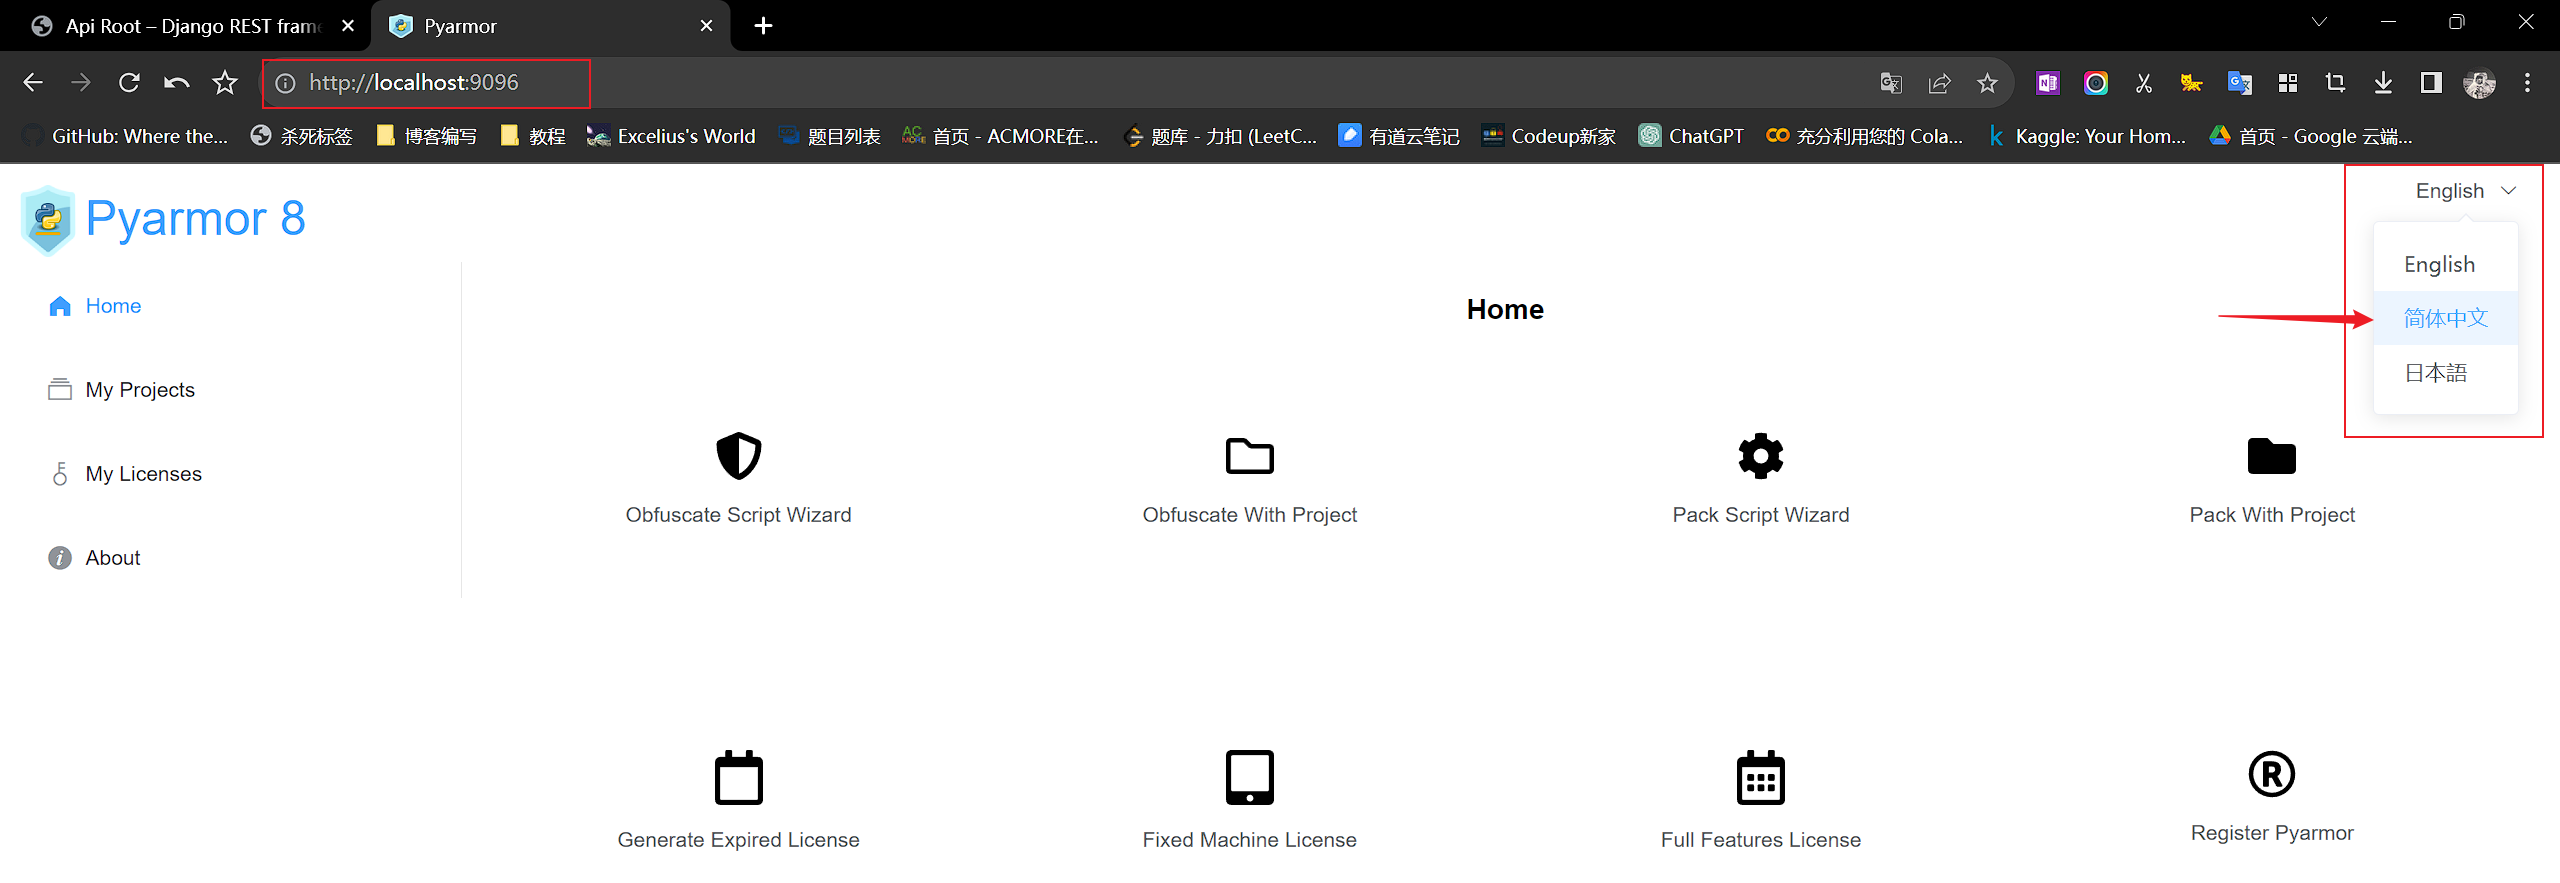 Api Root – Django REST frame
Pyarmor
http://localhost:9096
GitHub: Where the...
杀死标签
博客编写
教程
Excelius's World
题目列表
首页 - ACMORE在...
题库 - 力扣 (LeetC...
有道云笔记
Codeup新家
ChatGPT
充分利用您的 Cola...
Kaggle: Your Hom...
首页 - Google 云端...
Pyarmor 8
English
English
简体中文
日本語
Home
My Projects
My Licenses
About
Home
Obfuscate Script Wizard
Obfuscate With Project
Pack Script Wizard
Pack With Project
Generate Expired License
Fixed Machine License
Full Features License
Register Pyarmor